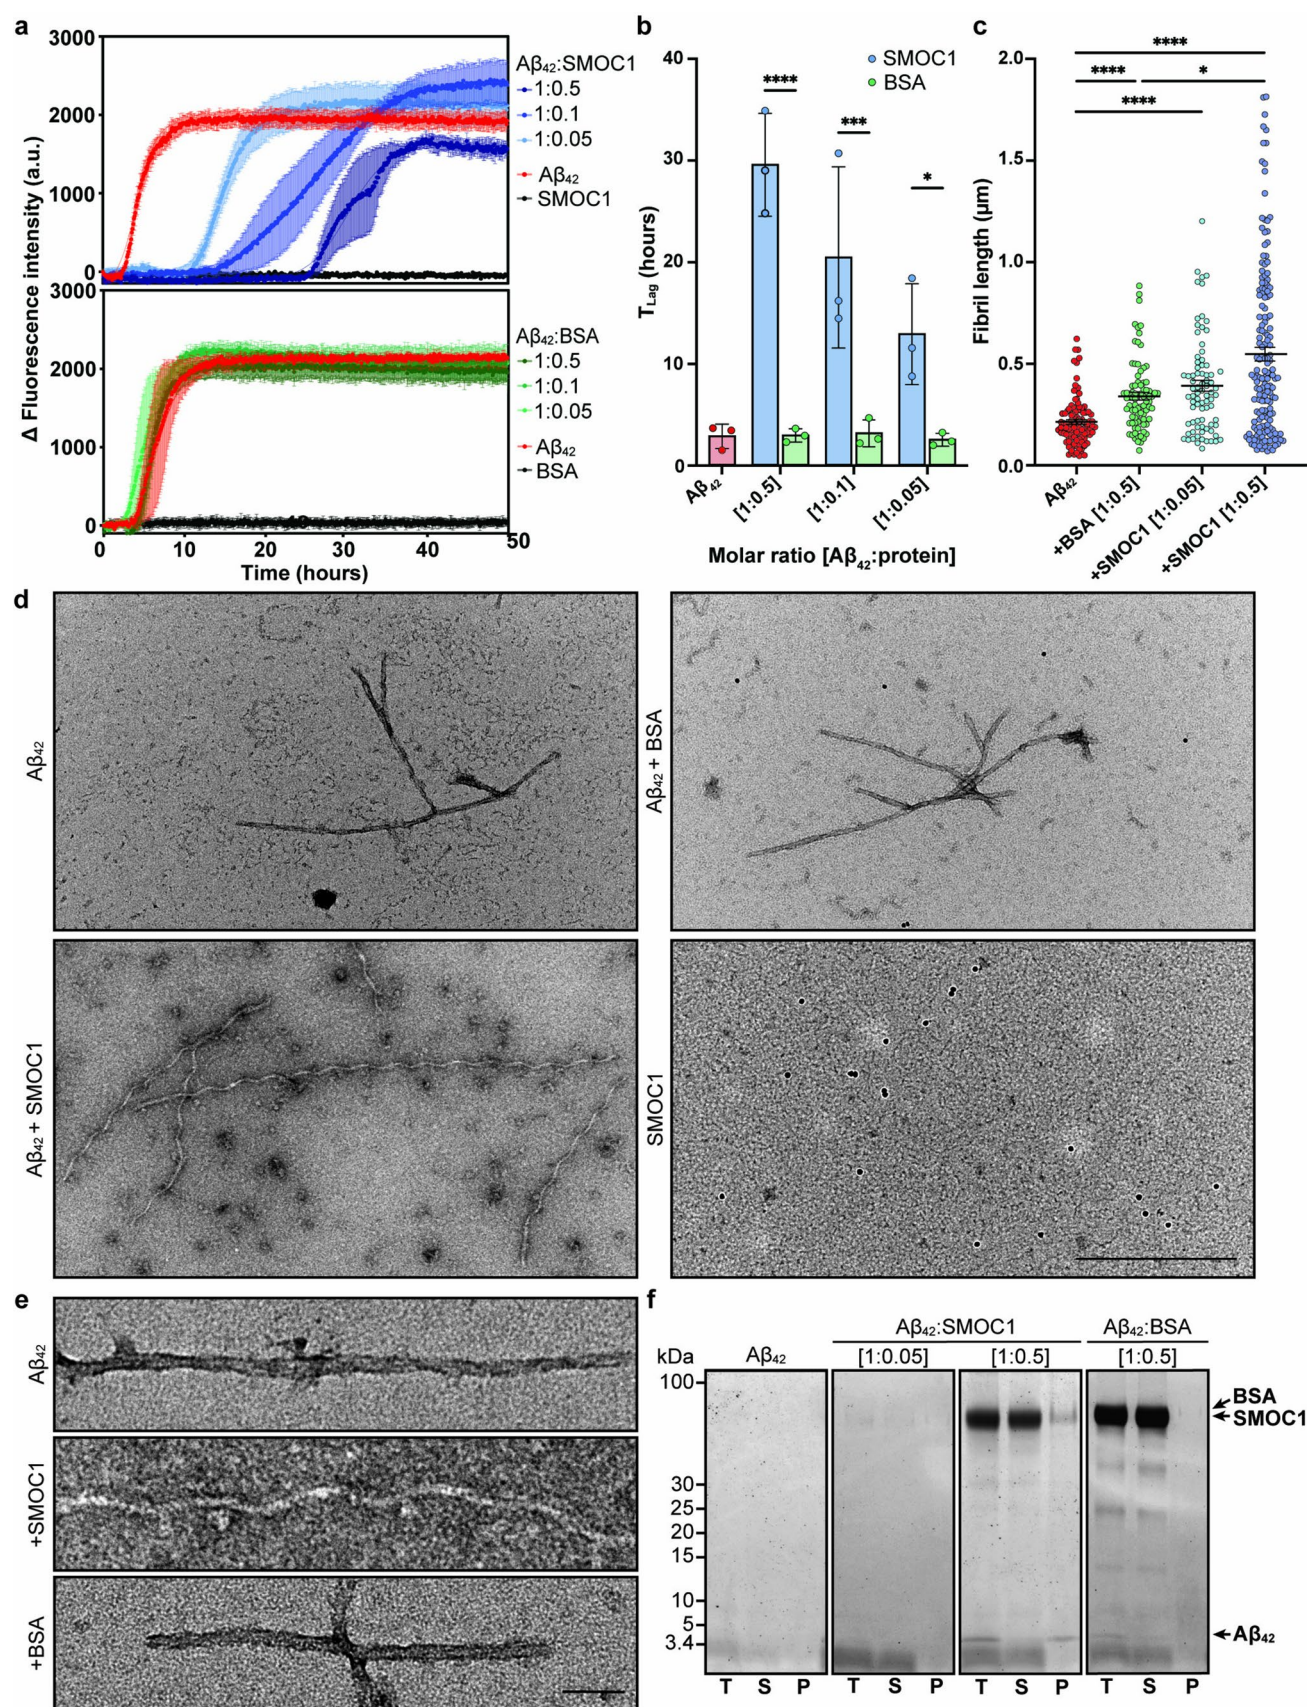 a
3000
2000
1000
0
3000
2000
1000
0
Δ Fluorescence intensity (a.u.)
0
10
20
30
40
50
Time (hours)
Aβ₄₂:SMOC1
1:0.5
1:0.1
1:0.05
Aβ₄₂
SMOC1
Aβ₄₂:BSA
1:0.5
1:0.1
1:0.05
Aβ₄₂
BSA
b
40
30
20
10
0
T_Lag (hours)
SMOC1
BSA
****
***
*
Aβ₄₂
[1:0.5]
[1:0.1]
[1:0.05]
Molar ratio [Aβ₄₂:protein]
c
2.0
1.5
1.0
0.5
0.0
Fibril length (µm)
****
****
*
****
Aβ₄₂
+BSA [1:0.5]
+SMOC1 [1:0.05]
+SMOC1 [1:0.5]
d
Aβ₄₂
Aβ₄₂ + BSA
Aβ₄₂ + SMOC1
SMOC1
e
Aβ₄₂
+SMOC1
+BSA
f
Aβ₄₂:SMOC1
Aβ₄₂:BSA
kDa
Aβ₄₂
[1:0.05]
[1:0.5]
[1:0.5]
100
30
25
20
15
10
5
3.4
BSA
SMOC1
Aβ₄₂
T S P
T S P
T S P
T S P